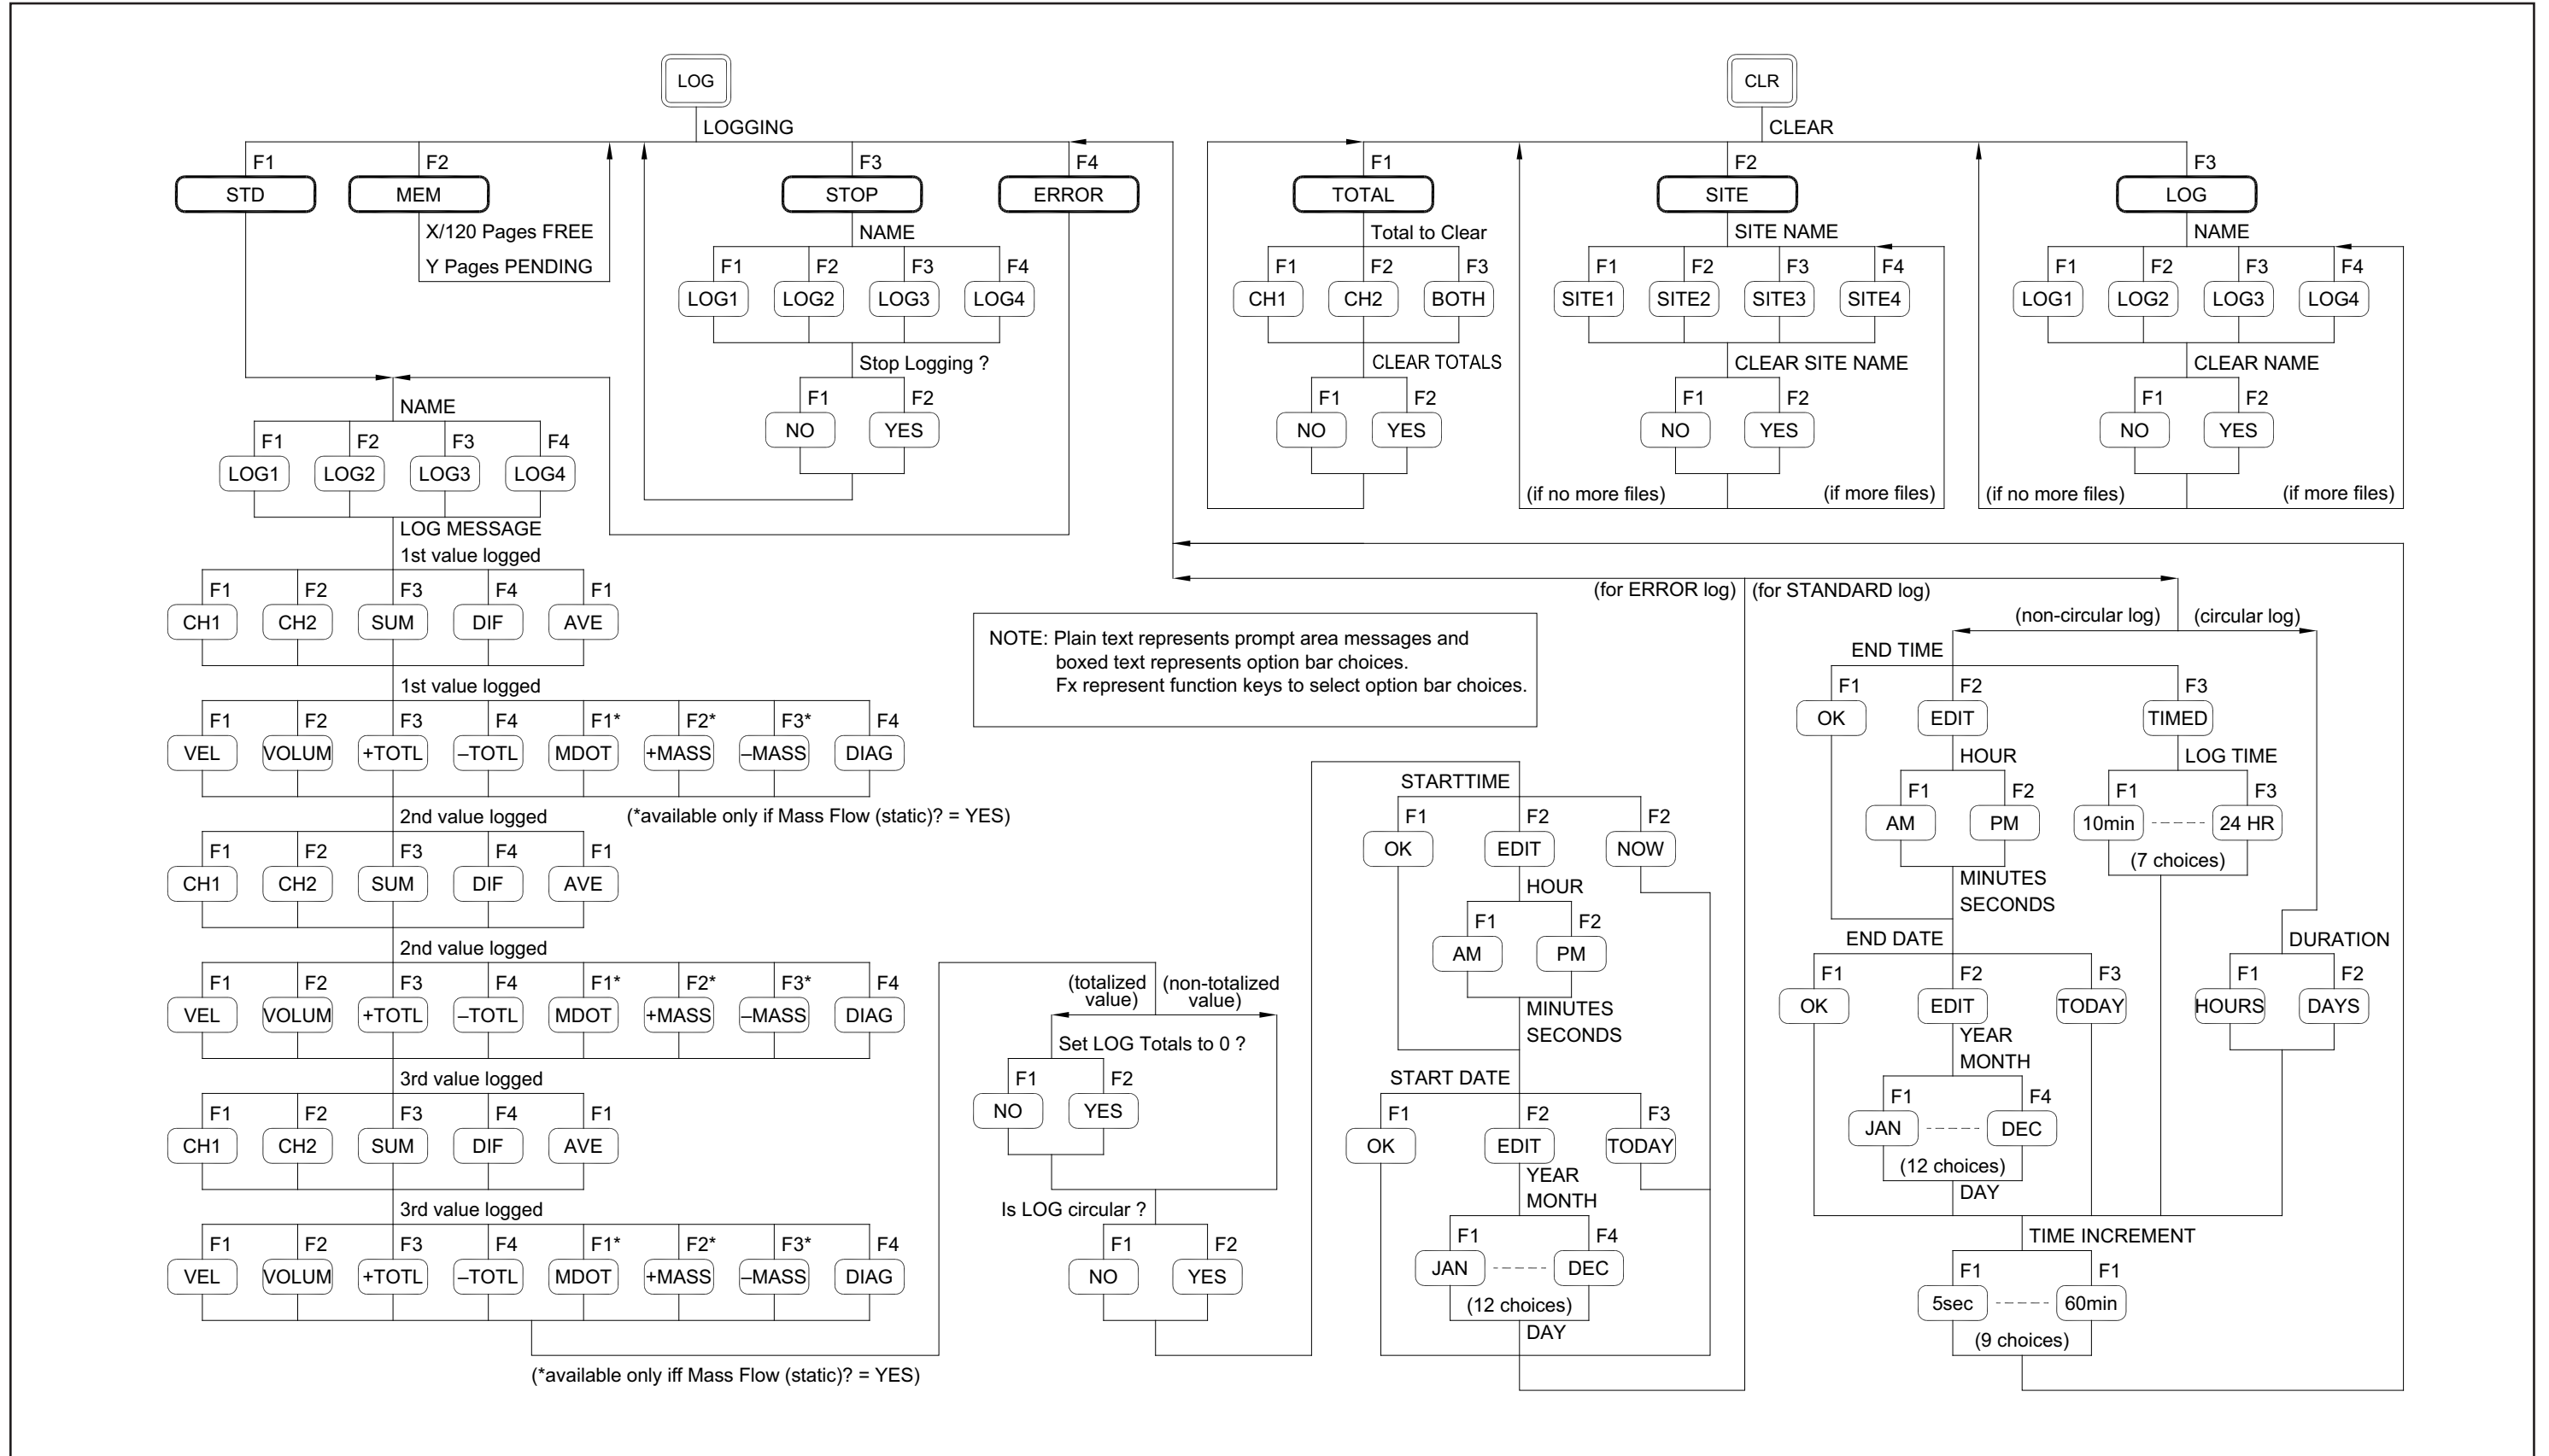 LOG
LOGGING
F1 F2 F3 F4
STD MEM STOP ERROR
X/120 Pages FREE
Y Pages PENDING
NAME
F1 F2 F3 F4
LOG1 LOG2 LOG3 LOG4
Stop Logging ?
F1 F2
NO YES
NAME
F1 F2 F3 F4
LOG1 LOG2 LOG3 LOG4
LOG MESSAGE
1st value logged
F1 F2 F3 F4 F1
CH1 CH2 SUM DIF AVE
1st value logged
F1 F2 F3 F4 F1* F2* F3* F4
VEL VOLUM +TOTL –TOTL MDOT +MASS –MASS DIAG
(*available only if Mass Flow (static)? = YES)
2nd value logged
F1 F2 F3 F4 F1
CH1 CH2 SUM DIF AVE
2nd value logged
F1 F2 F3 F4 F1* F2* F3* F4
VEL VOLUM +TOTL –TOTL MDOT +MASS –MASS DIAG
3rd value logged
F1 F2 F3 F4 F1
CH1 CH2 SUM DIF AVE
3rd value logged
F1 F2 F3 F4 F1* F2* F3* F4
VEL VOLUM +TOTL –TOTL MDOT +MASS –MASS DIAG
(*available only iff Mass Flow (static)? = YES)
CLR
CLEAR
F1 F2 F3
TOTAL SITE LOG
Total to Clear
F1 F2 F3
CH1 CH2 BOTH
CLEAR TOTALS
F1 F2
NO YES
SITE NAME
F1 F2 F3 F4
SITE1 SITE2 SITE3 SITE4
CLEAR SITE NAME
F1 F2
NO YES
(if no more files) (if more files)
NAME
F1 F2 F3 F4
LOG1 LOG2 LOG3 LOG4
CLEAR NAME
F1 F2
NO YES
(if no more files) (if more files)
NOTE: Plain text represents prompt area messages and
boxed text represents option bar choices.
Fx represent function keys to select option bar choices.
(totalized
value)
(non-totalized
value)
Set LOG Totals to 0 ?
F1 F2
NO YES
Is LOG circular ?
F1 F2
NO YES
STARTTIME
F1 F2 F2
OK EDIT NOW
HOUR
F1 F2
AM PM
MINUTES
SECONDS
START DATE
F1 F2 F3
OK EDIT TODAY
YEAR
MONTH
F1 F4
JAN DEC
(12 choices)
DAY
(for ERROR log) (for STANDARD log)
(non-circular log) (circular log)
END TIME
F1 F2 F3
OK EDIT TIMED
HOUR
F1 F2
AM PM
MINUTES
SECONDS
LOG TIME
F1 F3
10min 24 HR
(7 choices)
END DATE
F1 F2 F3
OK EDIT TODAY
YEAR
MONTH
F1 F4
JAN DEC
(12 choices)
DAY
DURATION
F1 F2
HOURS DAYS
TIME INCREMENT
F1 F1
5sec 60min
(9 choices)